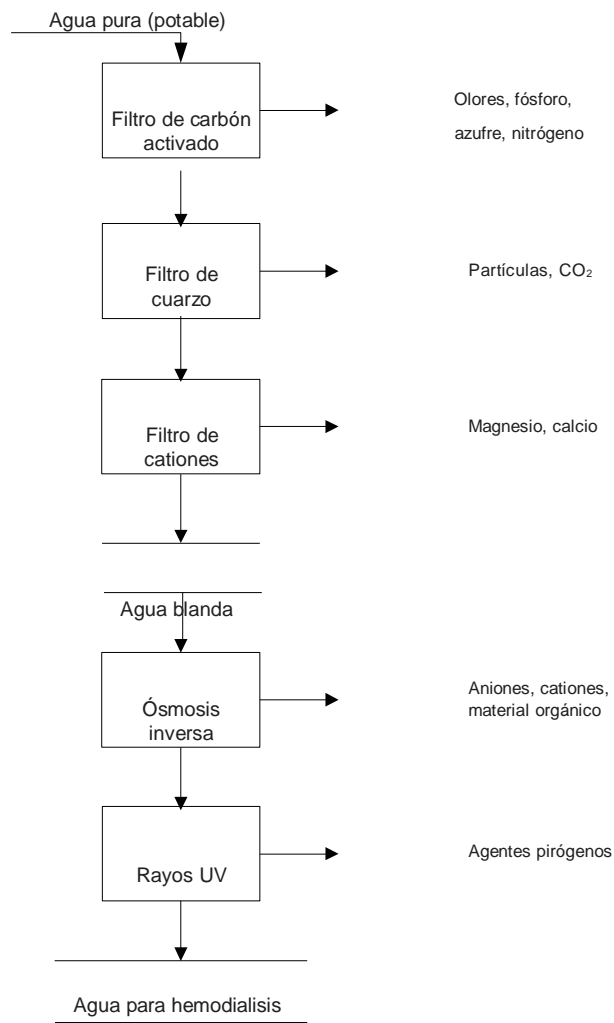 Agua pura (potable)
Filtro de carbón
activado
Olores, fósforo,
azufre, nitrógeno
Filtro de
cuarzo
Partículas, CO₂
Filtro de
cationes
Magnesio, calcio
Agua blanda
Ósmosis
inversa
Aniones, cationes,
material orgánico
Rayos UV
Agentes pirógenos
Agua para hemodialisis